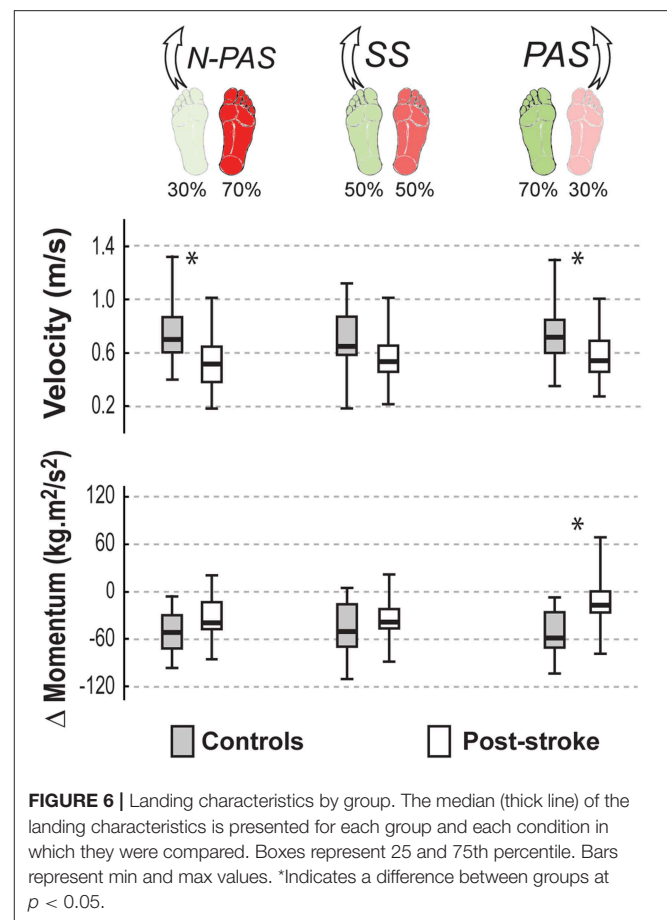 N-PAS SS PAS
30% 70% 50% 50% 70% 30%
Velocity (m/s)
1.4
1.0
0.6
0.2
* *
Δ Momentum (kg.m²/s²)
120
60
0
-60
-120
*
Controls Post-stroke
FIGURE 6 | Landing characteristics by group. The median (thick line) of the
landing characteristics is presented for each group and each condition in
which they were compared. Boxes represent 25 and 75th percentile. Bars
represent min and max values. *Indicates a difference between groups at
p < 0.05.